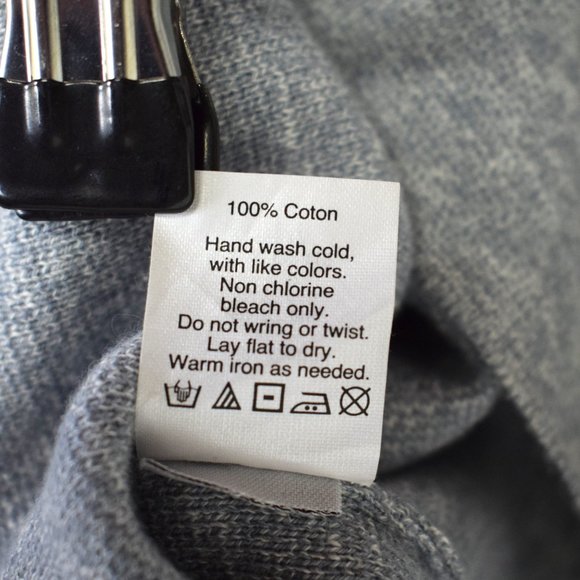 100% Coton
Hand wash cold,
with like colors.
Non chlorine
bleach only.
Do not wring or twist.
Lay flat to dry.
Warm iron as needed.